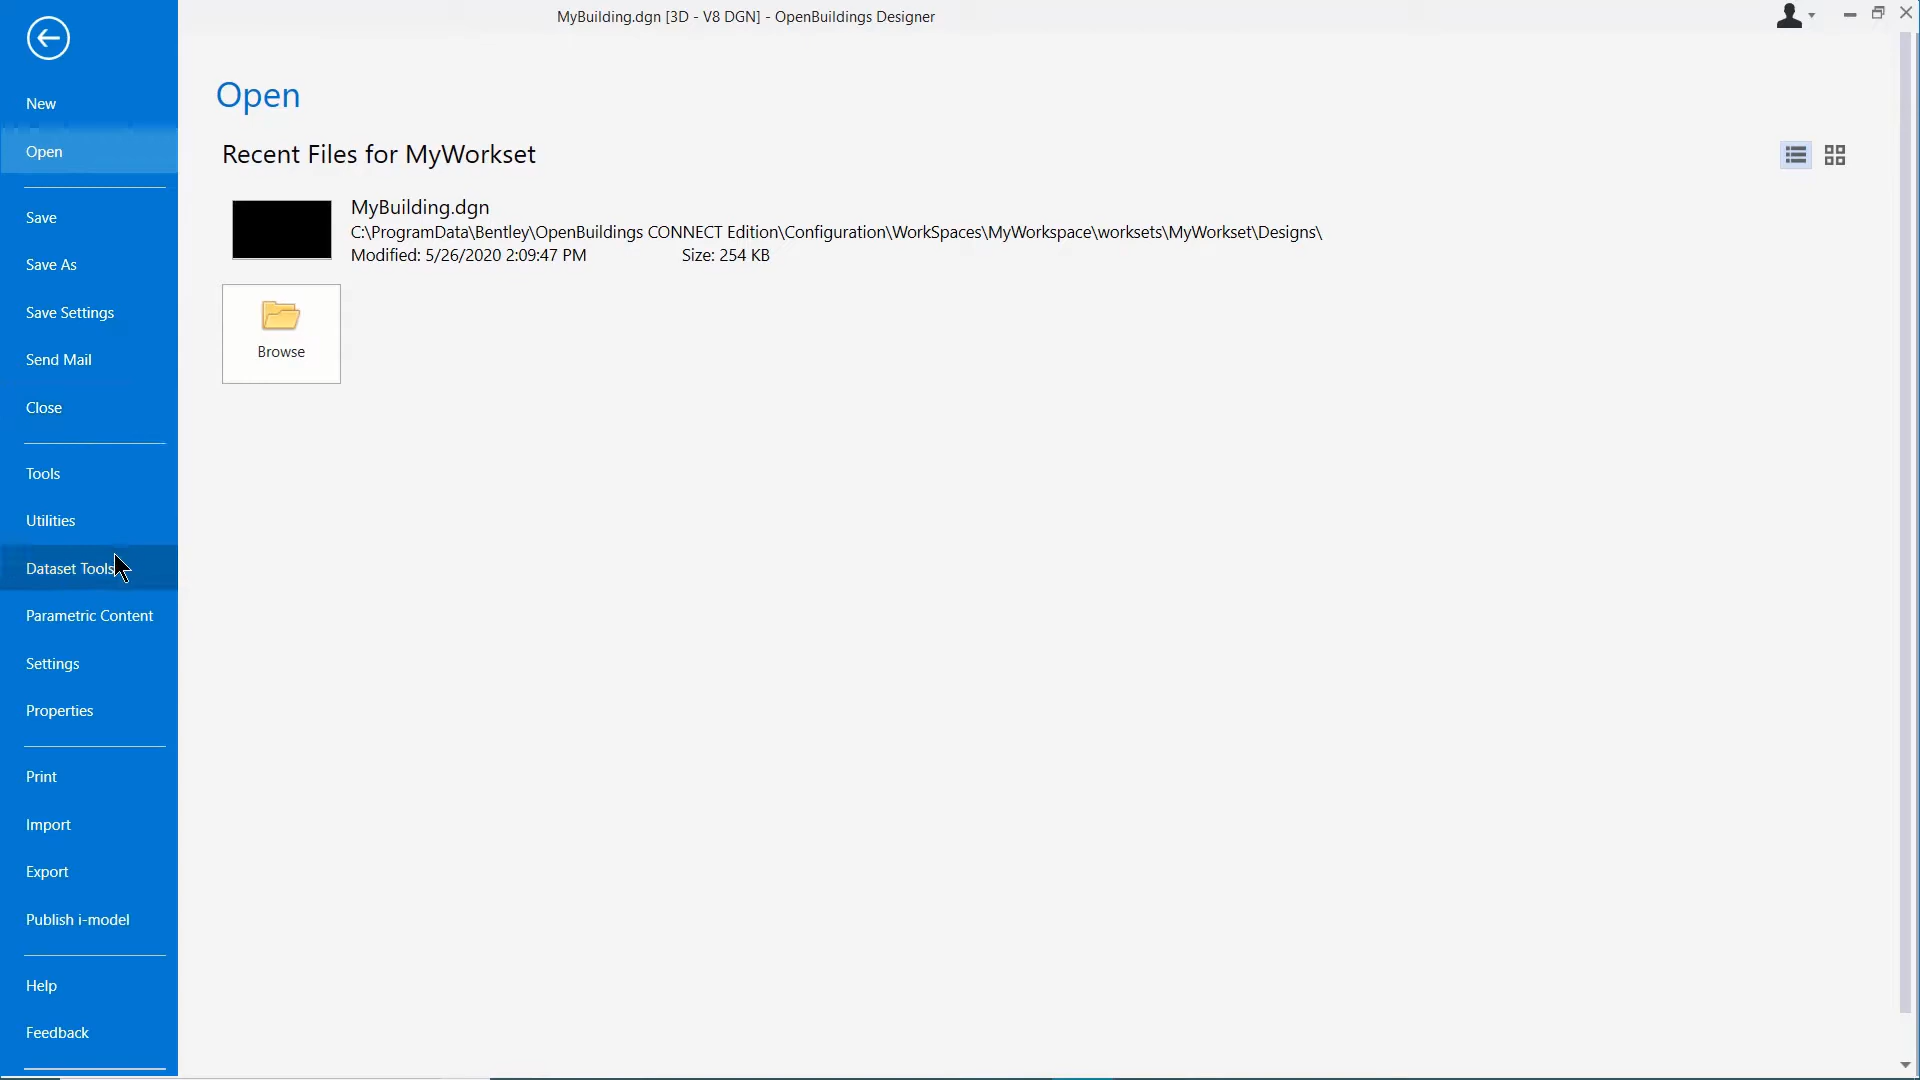 MyBuilding.dgn [3D - V8 DGN] - OpenBuildings Designer
New
Open
Save
Save As
Save Settings
Send Mail
Close
Tools
Utilities
Dataset Tools
Parametric Content
Settings
Properties
Print
Import
Export
Publish i-model
Help
Feedback
Open
Recent Files for MyWorkset
MyBuilding.dgn
C:\ProgramData\Bentley\OpenBuildings CONNECT Edition\Configuration\WorkSpaces\MyWorkspace\worksets\MyWorkset\Designs\
Modified: 5/26/2020 2:09:47 PM Size: 254 KB
Browse